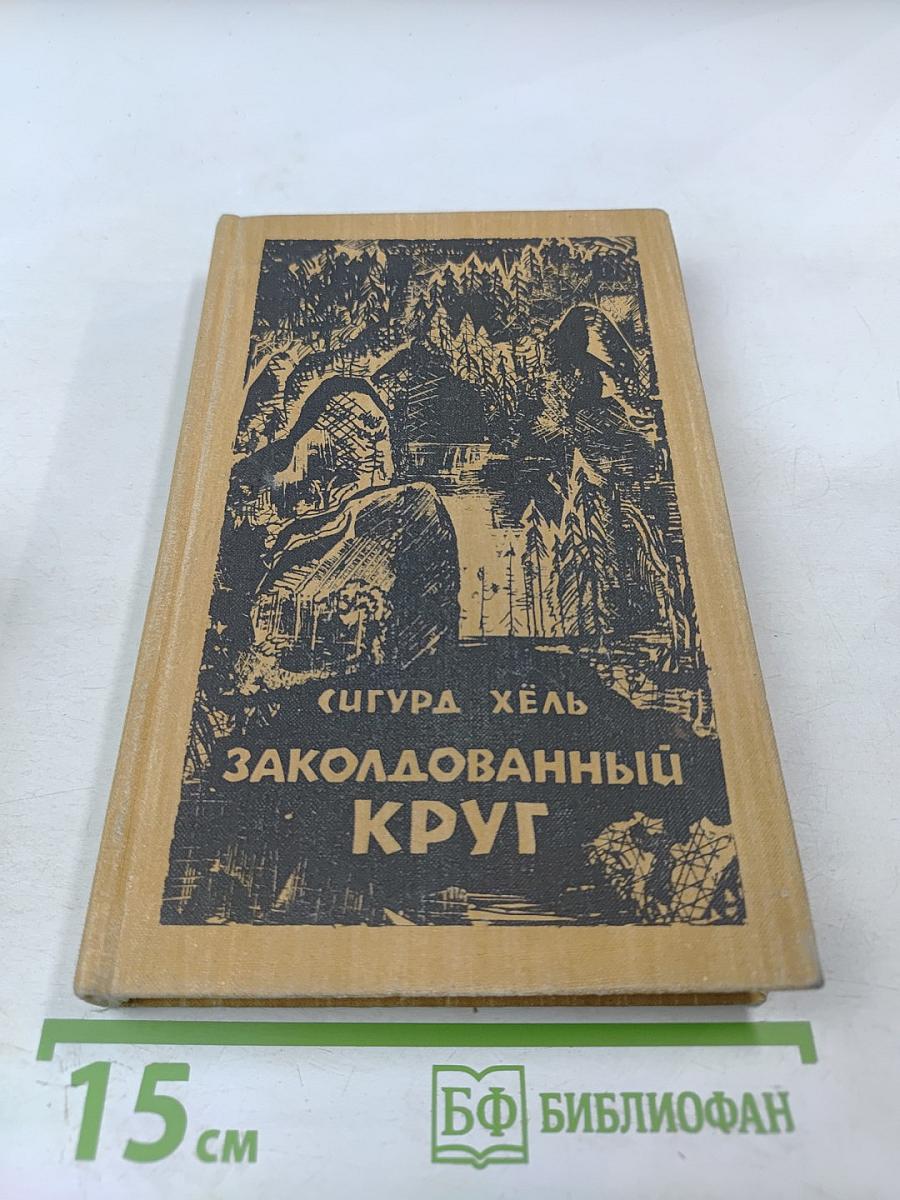 Сигурд Хёль
ЗАКОЛДОВАННЫЙ
КРУГ
15 см
БФ БИБЛИОФАН